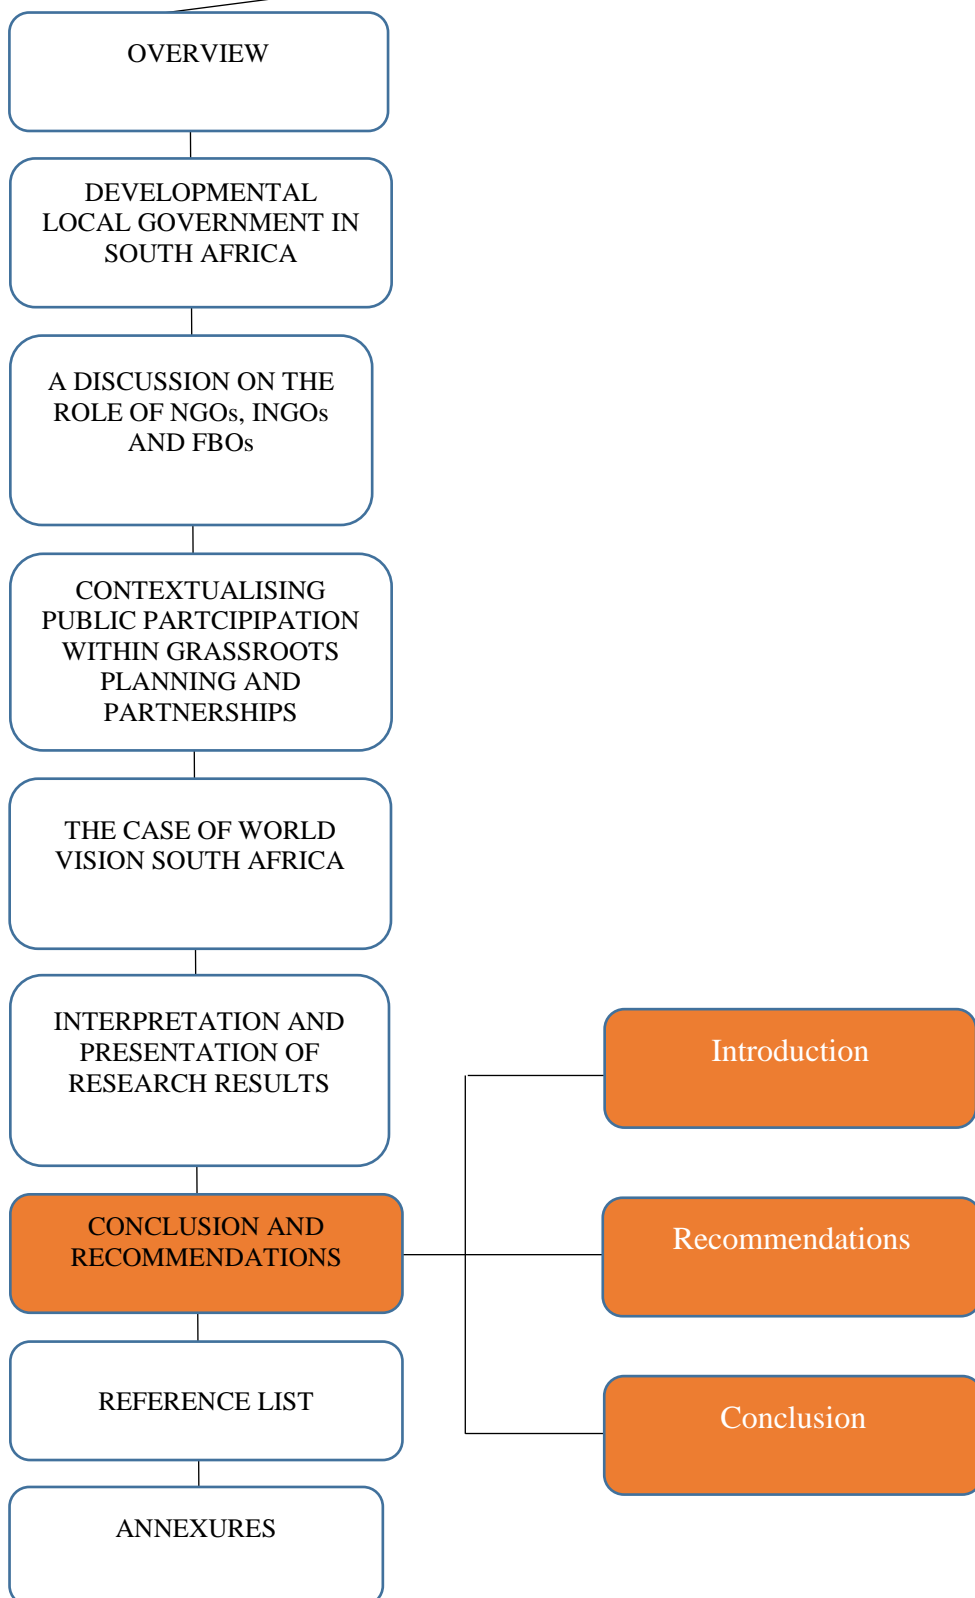 OVERVIEW
DEVELOPMENTAL
LOCAL GOVERNMENT IN
SOUTH AFRICA
A DISCUSSION ON THE
ROLE OF NGOs, INGOs
AND FBOs
CONTEXTUALISING
PUBLIC PARTCIPIPATION
WITHIN GRASSROOTS
PLANNING AND
PARTNERSHIPS
THE CASE OF WORLD
VISION SOUTH AFRICA
INTERPRETATION AND
PRESENTATION OF
RESEARCH RESULTS
CONCLUSION AND
RECOMMENDATIONS
Introduction
Recommendations
Conclusion
REFERENCE LIST
ANNEXURES